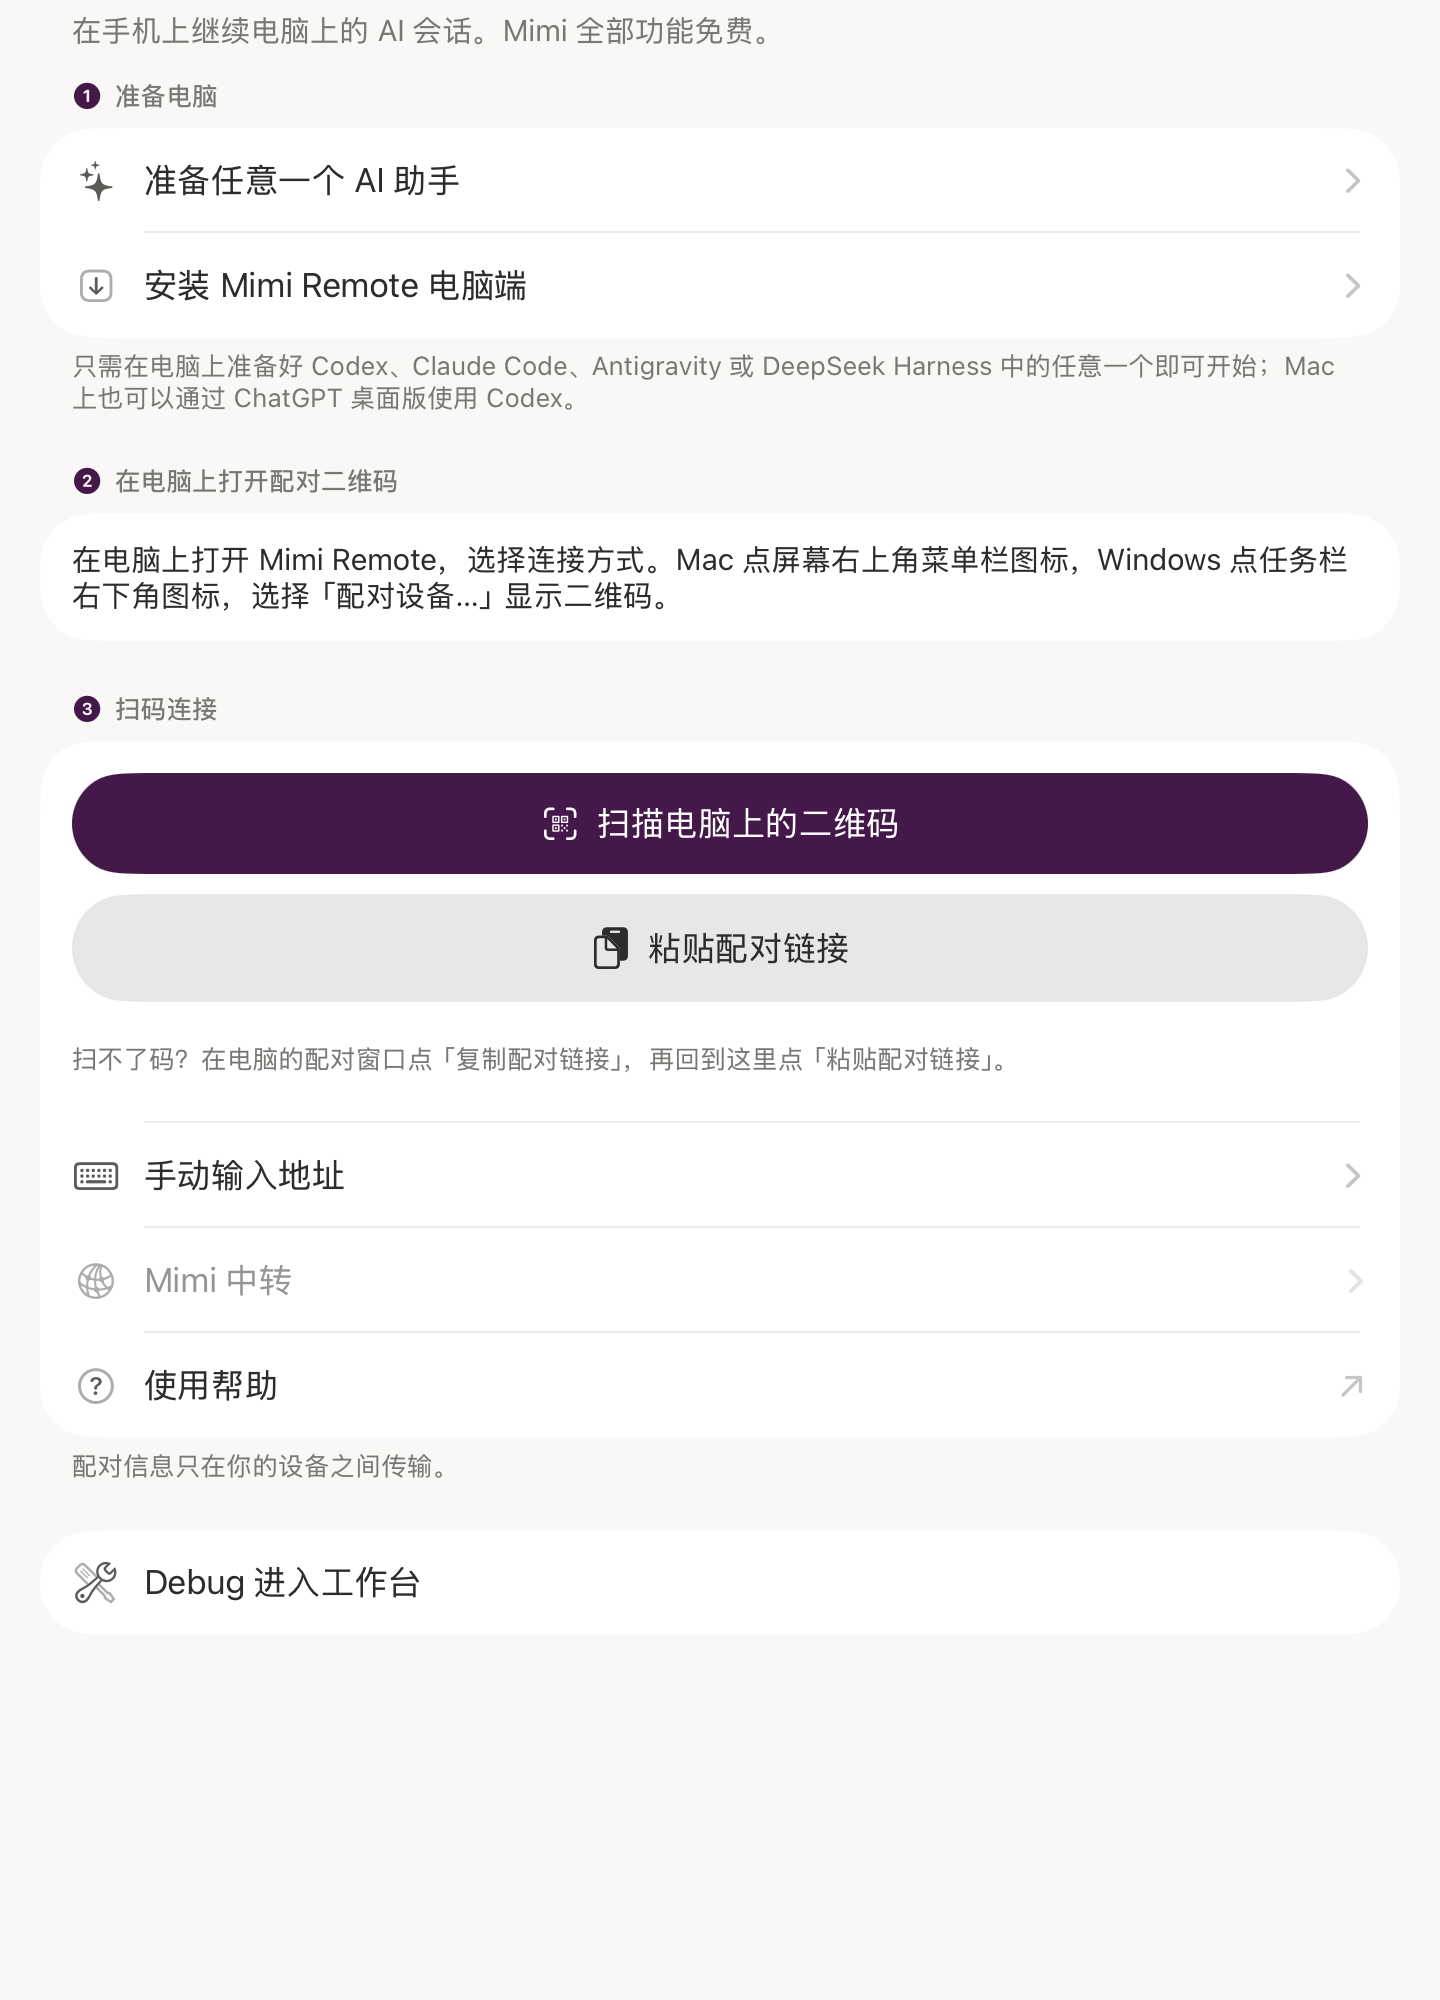 在手机上继续电脑上的 AI 会话。Mimi 全部功能免费。
1 准备电脑
准备任意一个 AI 助手
安装 Mimi Remote 电脑端
只需在电脑上准备好 Codex、Claude Code、Antigravity 或 DeepSeek Harness 中的任意一个即可开始；Mac
上也可以通过 ChatGPT 桌面版使用 Codex。
2 在电脑上打开配对二维码
在电脑上打开 Mimi Remote，选择连接方式。Mac 点屏幕右上角菜单栏图标，Windows 点任务栏
右下角图标，选择「配对设备...」显示二维码。
3 扫码连接
扫描电脑上的二维码
粘贴配对链接
扫不了码？在电脑的配对窗口点「复制配对链接」，再回到这里点「粘贴配对链接」。
手动输入地址
Mimi 中转
使用帮助
配对信息只在你的设备之间传输。
Debug 进入工作台